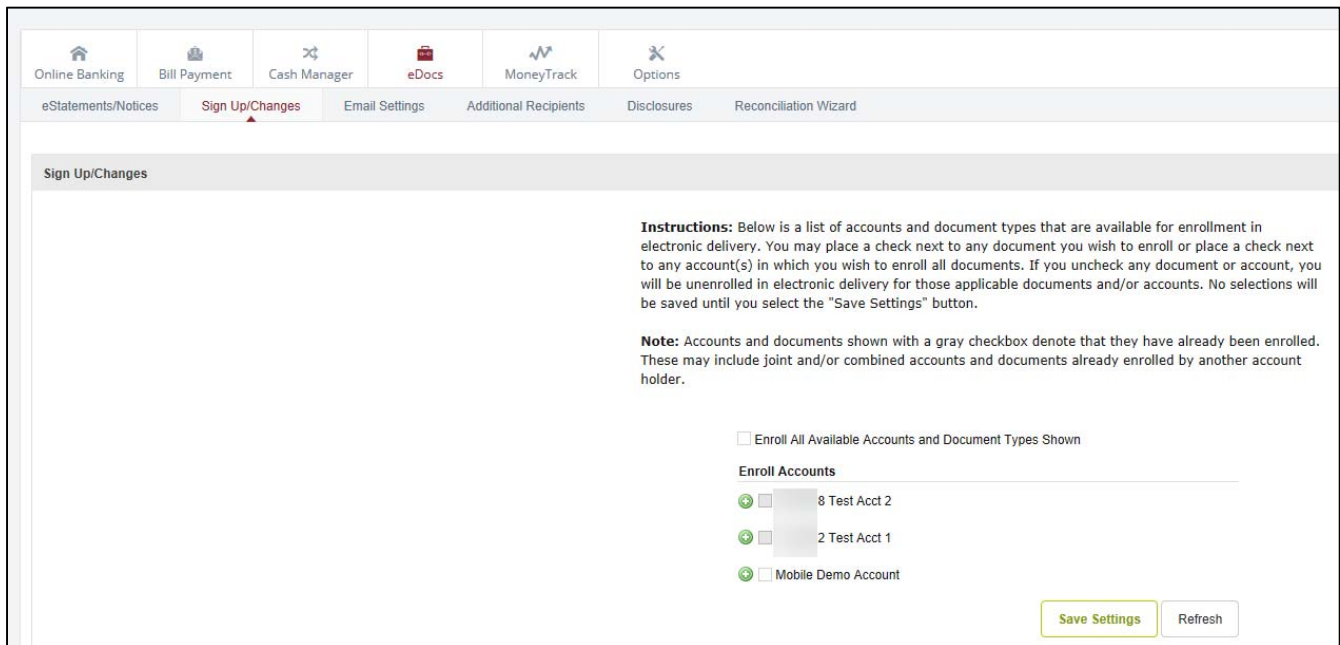 Online Banking Bill Payment Cash Manager eDocs MoneyTrack Options
eStatements/Notices Sign Up/Changes Email Settings Additional Recipients Disclosures Reconciliation Wizard
Sign Up/Changes
Instructions: Below is a list of accounts and document types that are available for enrollment in
electronic delivery. You may place a check next to any document you wish to enroll or place a check next
to any account(s) in which you wish to enroll all documents. If you uncheck any document or account, you
will be unenrolled in electronic delivery for those applicable documents and/or accounts. No selections will
be saved until you select the "Save Settings" button.
Note: Accounts and documents shown with a gray checkbox denote that they have already been enrolled.
These may include joint and/or combined accounts and documents already enrolled by another account
holder.
Enroll All Available Accounts and Document Types Shown
Enroll Accounts
8 Test Acct 2
2 Test Acct 1
Mobile Demo Account
Save Settings Refresh